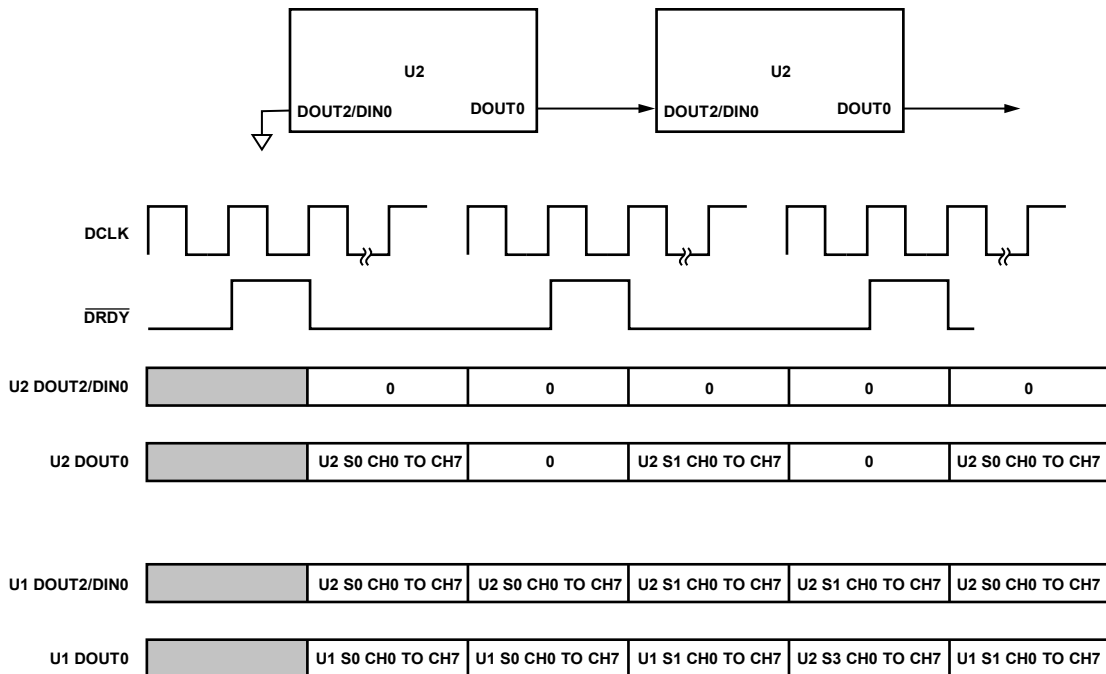 U2 U2
DOUT2/DIN0 DOUT0 DOUT2/DIN0 DOUT0
DCLK
DRDY
U2 DOUT2/DIN0 0 0 0 0 0
U2 DOUT0 U2 S0 CH0 TO CH7 0 U2 S1 CH0 TO CH7 0 U2 S0 CH0 TO CH7
U1 DOUT2/DIN0 U2 S0 CH0 TO CH7 U2 S0 CH0 TO CH7 U2 S1 CH0 TO CH7 U2 S1 CH0 TO CH7 U2 S0 CH0 TO CH7
U1 DOUT0 U1 S0 CH0 TO CH7 U1 S0 CH0 TO CH7 U1 S1 CH0 TO CH7 U2 S3 CH0 TO CH7 U1 S1 CH0 TO CH7